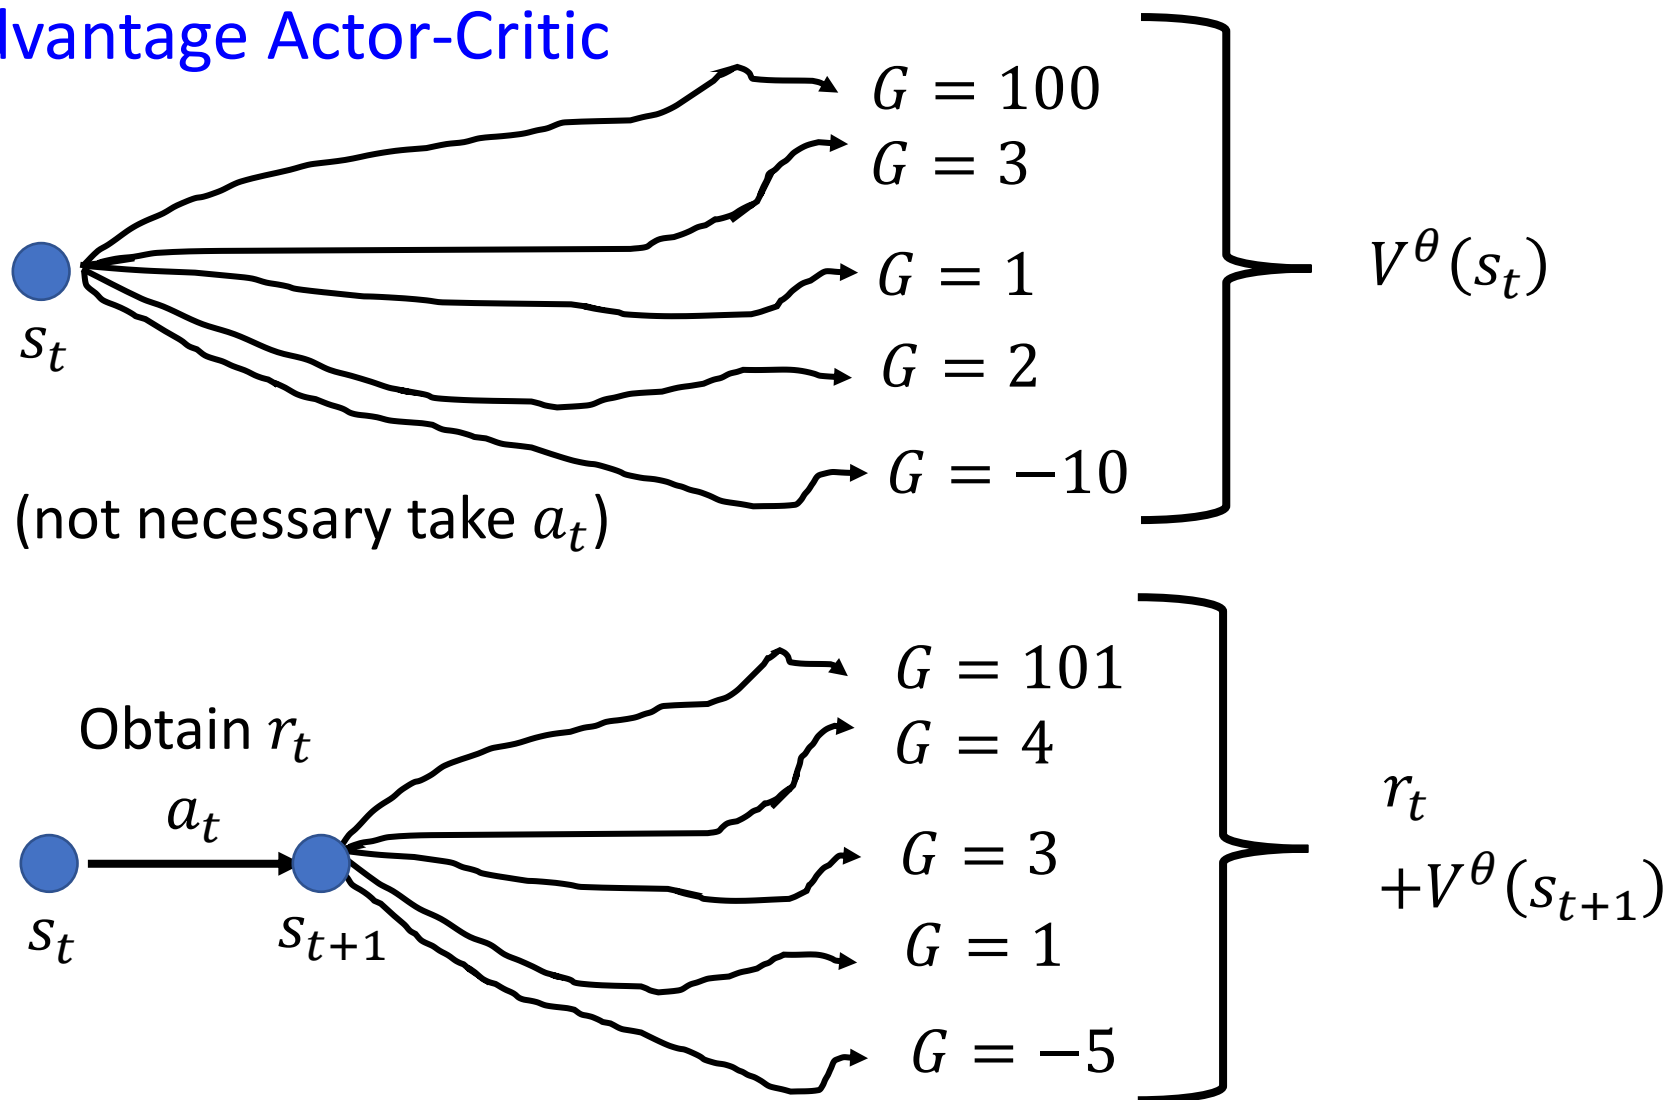 dvantage Actor-Critic
G = 100
G = 3
G = 1
V^θ(s_t)
s_t
G = 2
G = −10
(not necessary take a_t)
G = 101
Obtain r_t
G = 4
r_t
a_t
G = 3
+V^θ(s_{t+1})
s_t
s_{t+1}
G = 1
G = −5